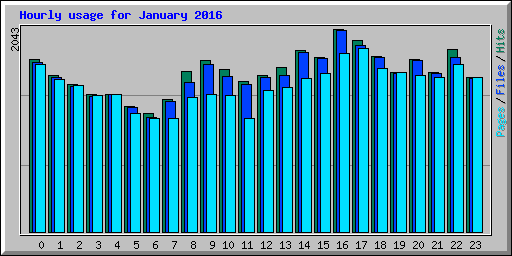 Hourly usage for January 2016
2043
Pages/Files/Hits
0 1 2 3 4 5 6 7 8 9 10 11 12 13 14 15 16 17 18 19 20 21 22 23